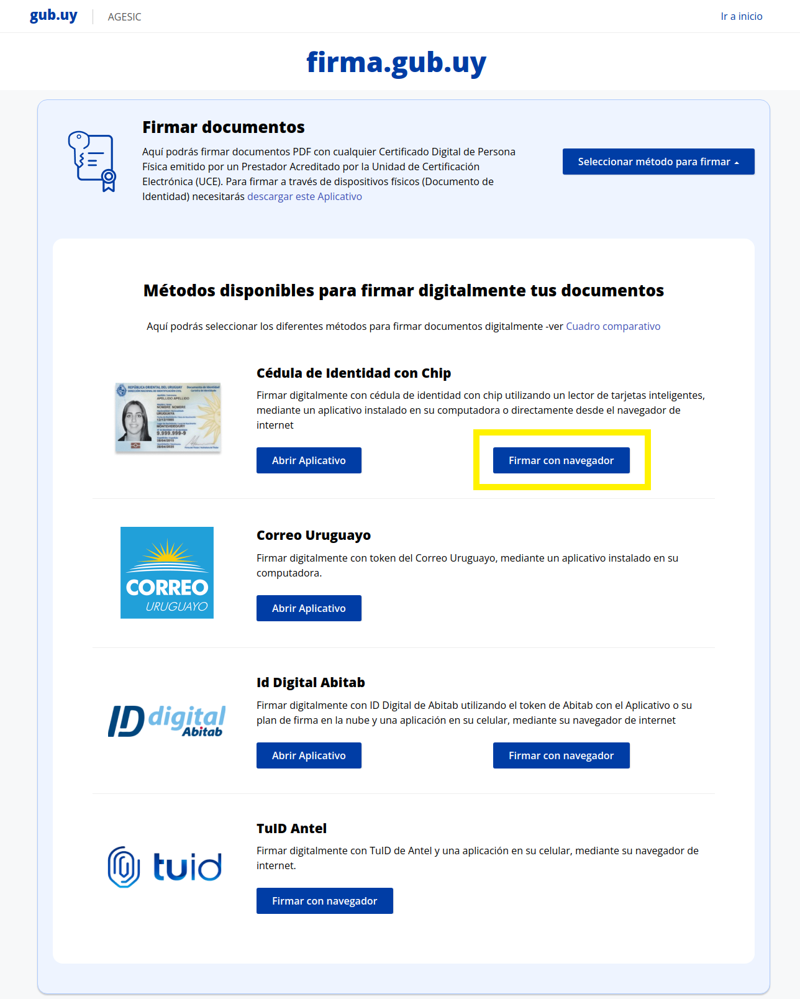 gub.uy
AGESIC
Ir a inicio
firma.gub.uy
Firmar documentos
Aquí podrás firmar documentos PDF con cualquier Certificado Digital de Persona
Física emitido por un Prestador Acreditado por la Unidad de Certificación
Electrónica (UCE). Para firmar a través de dispositivos físicos (Documento de
Identidad) necesitarás descargar este Aplicativo
Seleccionar método para firmar
Métodos disponibles para firmar digitalmente tus documentos
Aquí podrás seleccionar los diferentes métodos para firmar documentos digitalmente -ver Cuadro comparativo
REPÚBLICA ORIENTAL DEL URUGUAY
Documento de Identidad
APELLIDO APELLIDO
NOMBRE NOMBRE
URUGUAYA
12/12/1980
MONTEVIDEO/URY
9.999.999-9
28/04/2015
28/04/2025
Cédula de Identidad con Chip
Firmar digitalmente con cédula de identidad con chip utilizando un lector de tarjetas inteligentes,
mediante un aplicativo instalado en su computadora o directamente desde el navegador de
internet
Abrir Aplicativo
Firmar con navegador
CORREO
URUGUAYO
Correo Uruguayo
Firmar digitalmente con token del Correo Uruguayo, mediante un aplicativo instalado en su
computadora.
Abrir Aplicativo
ID digital
Abitab
Id Digital Abitab
Firmar digitalmente con ID Digital de Abitab utilizando el token de Abitab con el Aplicativo o su
plan de firma en la nube y una aplicación en su celular, mediante su navegador de internet
Abrir Aplicativo
Firmar con navegador
tuid
TuID Antel
Firmar digitalmente con TuID de Antel y una aplicación en su celular, mediante su navegador de
internet.
Firmar con navegador